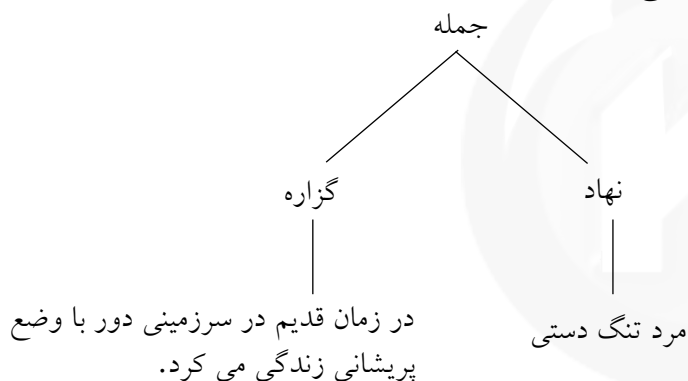 جمله
نهاد
گزاره
مرد تنگ دستی
در زمان قدیم در سرزمینی دور با وضع
پریشانی زندگی می کرد.